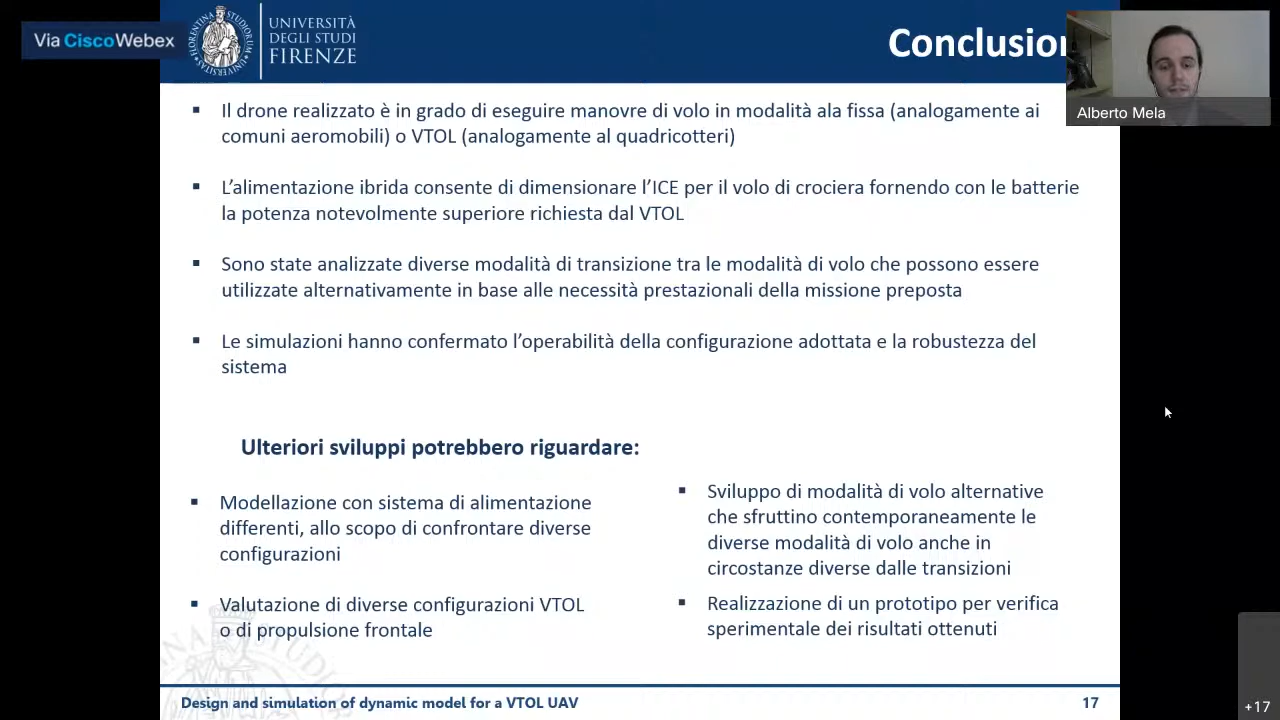 Via CiscoWebex
UNIVERSITÀ
DEGLI STUDI
FIRENZE
Conclusion
Alberto Mela
▪ Il drone realizzato è in grado di eseguire manovre di volo in modalità ala fissa (analogamente ai
comuni aeromobili) o VTOL (analogamente al quadricotteri)
▪ L’alimentazione ibrida consente di dimensionare l’ICE per il volo di crociera fornendo con le batterie
la potenza notevolmente superiore richiesta dal VTOL
▪ Sono state analizzate diverse modalità di transizione tra le modalità di volo che possono essere
utilizzate alternativamente in base alle necessità prestazionali della missione preposta
▪ Le simulazioni hanno confermato l’operabilità della configurazione adottata e la robustezza del
sistema
Ulteriori sviluppi potrebbero riguardare:
▪ Modellazione con sistema di alimentazione
differenti, allo scopo di confrontare diverse
configurazioni
▪ Valutazione di diverse configurazioni VTOL
o di propulsione frontale
▪ Sviluppo di modalità di volo alternative
che sfruttino contemporaneamente le
diverse modalità di volo anche in
circostanze diverse dalle transizioni
▪ Realizzazione di un prototipo per verifica
sperimentale dei risultati ottenuti
Design and simulation of dynamic model for a VTOL UAV
17
+17